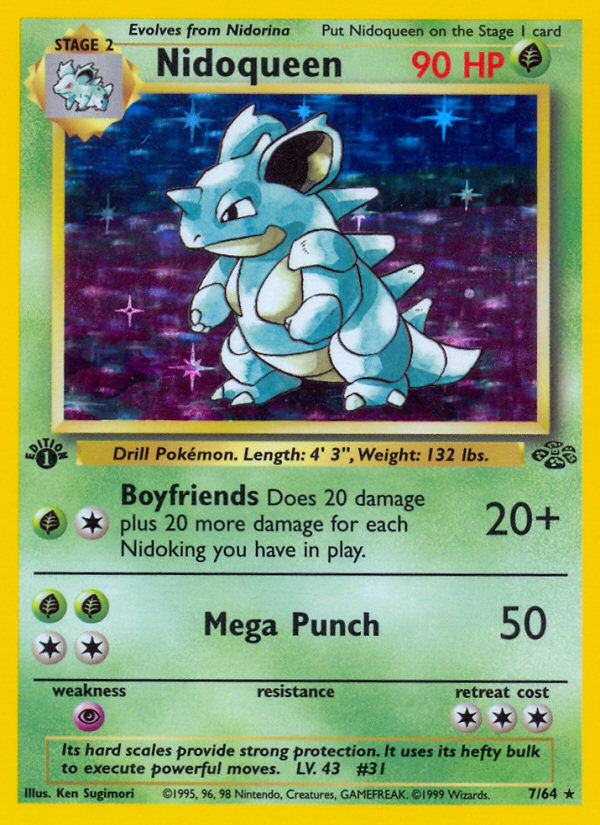 Evolves from Nidorina Put Nidoqueen on the Stage I card
STAGE 2
Nidoqueen 90 HP
EDITION
1
Drill Pokémon. Length: 4' 3", Weight: 132 lbs.
Boyfriends Does 20 damage
plus 20 more damage for each
Nidoking you have in play.
20+
Mega Punch 50
weakness resistance retreat cost
Its hard scales provide strong protection. It uses its hefty bulk
to execute powerful moves. LV. 43 #31
Illus. Ken Sugimori ©1995, 96, 98 Nintendo, Creatures, GAMEFREAK. ©1999 Wizards. 7/64 ★